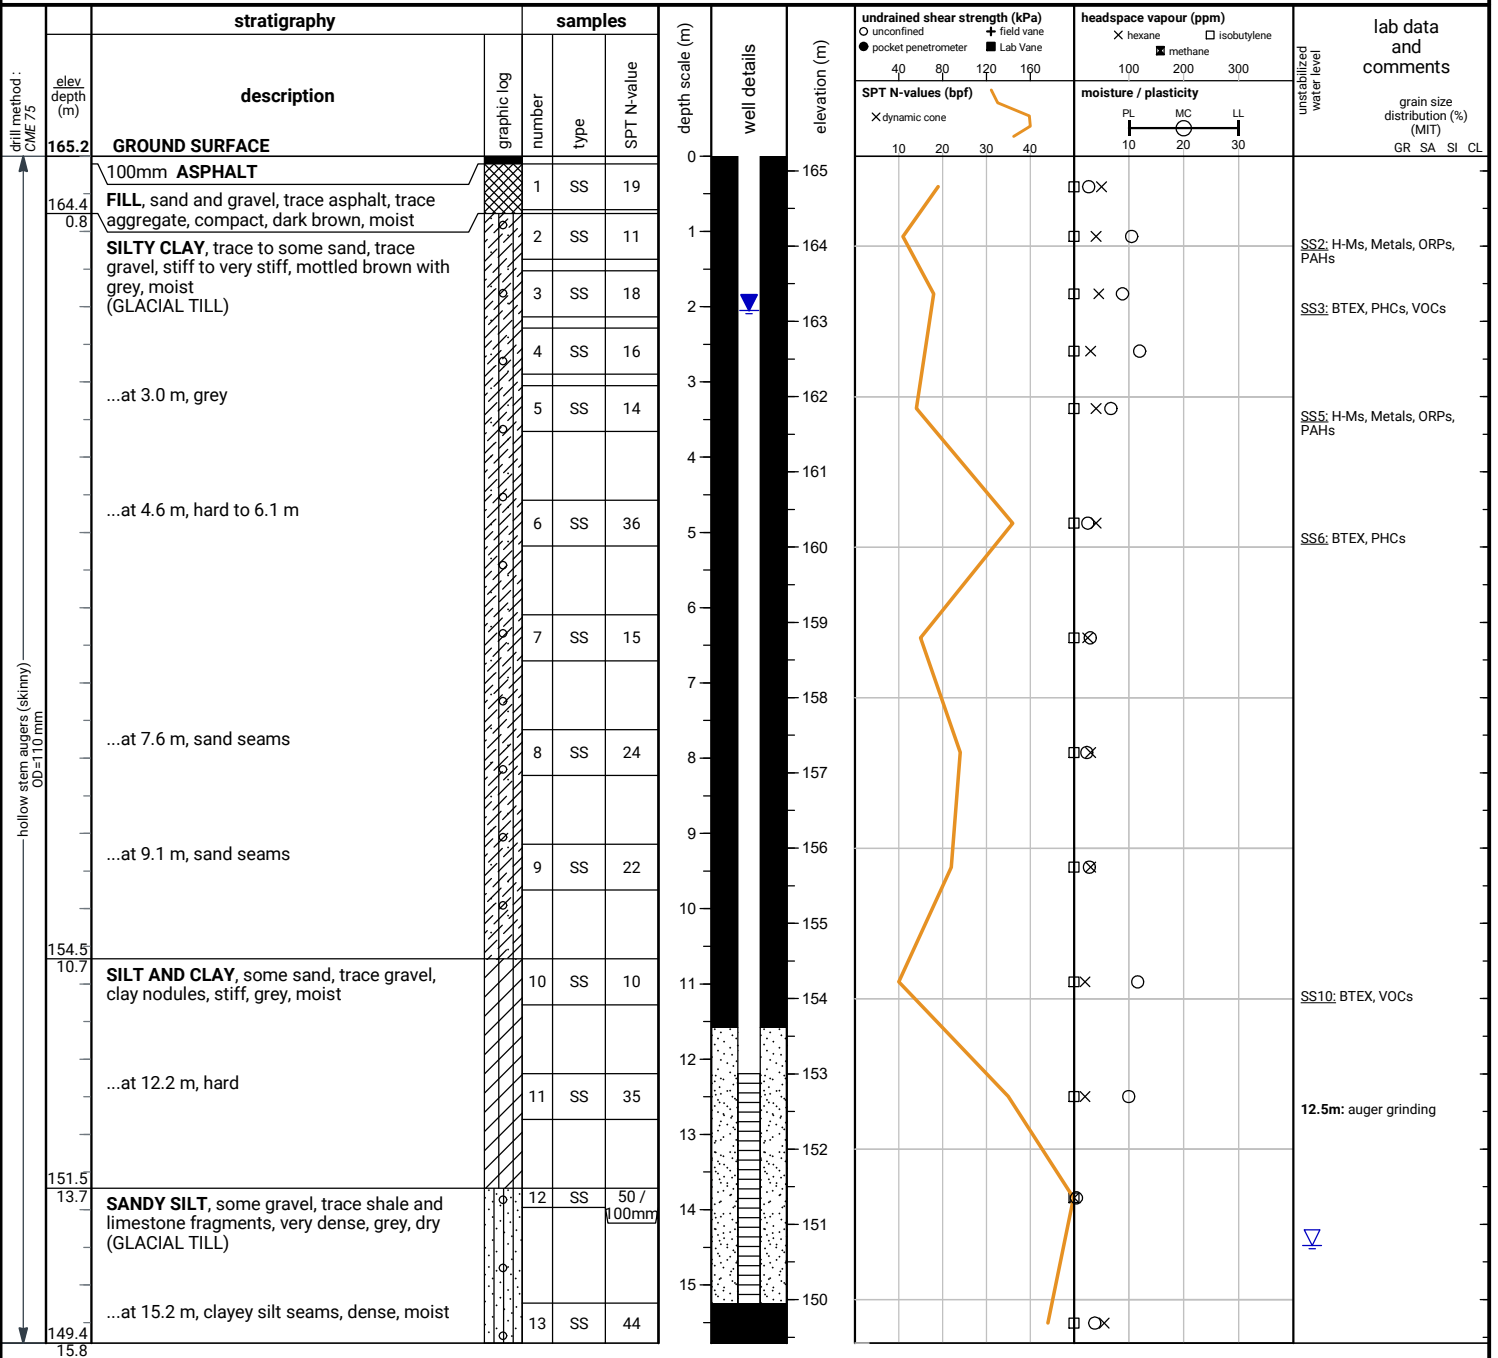 stratigraphy
samples
drill method :
CME 75
elev
depth
(m)
description
graphic log
number
type
SPT N-value
depth scale (m)
well details
elevation (m)
undrained shear strength (kPa)
unconfined
field vane
pocket penetrometer
Lab Vane
40 80 120 160
SPT N-values (bpf)
dynamic cone
10 20 30 40
headspace vapour (ppm)
hexane
isobutylene
methane
100 200 300
moisture / plasticity
PL MC LL
10 20 30
unstabilized
water level
lab data
and
comments
grain size
distribution (%)
(MIT)
GR SA SI CL
165.2 GROUND SURFACE
100mm ASPHALT
FILL, sand and gravel, trace asphalt, trace
aggregate, compact, dark brown, moist
164.4
0.8
SILTY CLAY, trace to some sand, trace
gravel, stiff to very stiff, mottled brown with
grey, moist
(GLACIAL TILL)
...at 3.0 m, grey
...at 4.6 m, hard to 6.1 m
...at 7.6 m, sand seams
...at 9.1 m, sand seams
154.5
10.7
SILT AND CLAY, some sand, trace gravel,
clay nodules, stiff, grey, moist
...at 12.2 m, hard
151.5
13.7
SANDY SILT, some gravel, trace shale and
limestone fragments, very dense, grey, dry
(GLACIAL TILL)
...at 15.2 m, clayey silt seams, dense, moist
149.4
15.8
hollow stem augers (skinny)
OD=110 mm
1 SS 19
2 SS 11
3 SS 18
4 SS 16
5 SS 14
6 SS 36
7 SS 15
8 SS 24
9 SS 22
10 SS 10
11 SS 35
12 SS 50 /
100mm
13 SS 44
0
1
2
3
4
5
6
7
8
9
10
11
12
13
14
15
165
164
163
162
161
160
159
158
157
156
155
154
153
152
151
150
SS2: H-Ms, Metals, ORPs,
PAHs
SS3: BTEX, PHCs, VOCs
SS5: H-Ms, Metals, ORPs,
PAHs
SS6: BTEX, PHCs
SS10: BTEX, VOCs
12.5m: auger grinding